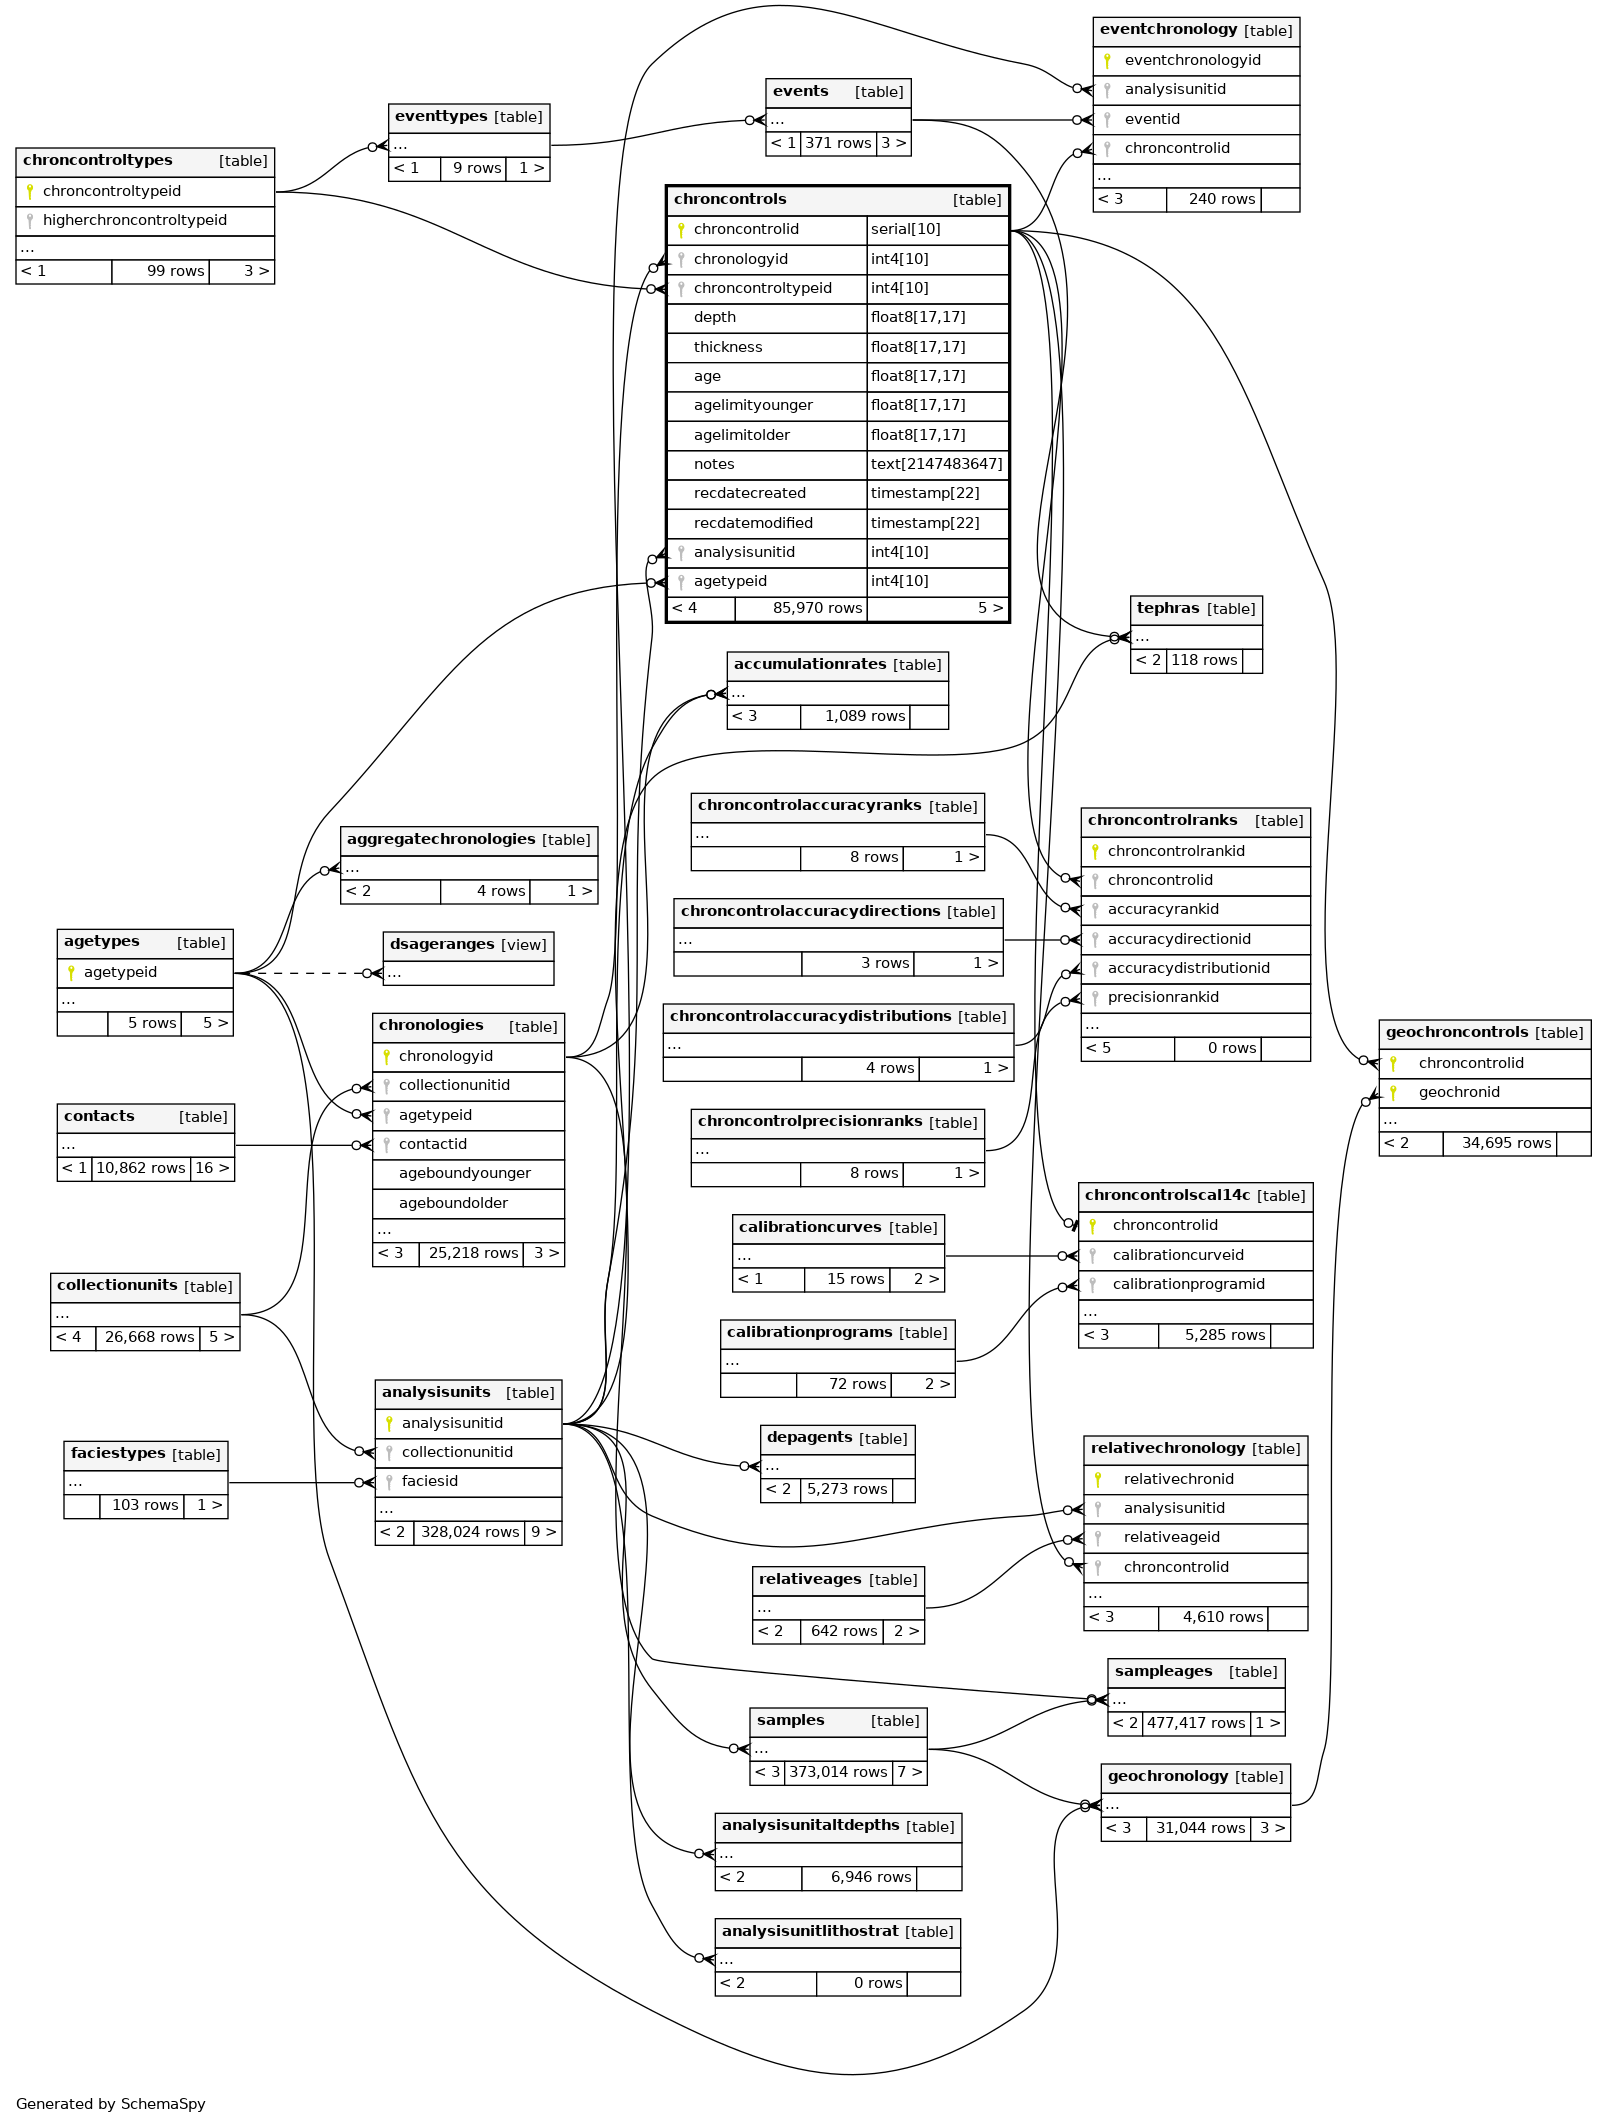 eventchronology [table]
eventchronologyid
analysisunitid
eventid
chroncontrolid
...
< 3 240 rows
events [table]
...
< 1 371 rows 3 >
eventtypes [table]
...
< 1 9 rows 1 >
chroncontroltypes [table]
chroncontroltypeid
higherchroncontroltypeid
...
< 1 99 rows 3 >
chroncontrols [table]
chroncontrolid serial[10]
chronologyid int4[10]
chroncontroltypeid int4[10]
depth float8[17,17]
thickness float8[17,17]
age float8[17,17]
agelimityounger float8[17,17]
agelimitolder float8[17,17]
notes text[2147483647]
recdatecreated timestamp[22]
recdatemodified timestamp[22]
analysisunitid int4[10]
agetypeid int4[10]
< 4 85,970 rows 5 >
tephras [table]
...
< 2 118 rows
accumulationrates [table]
...
< 3 1,089 rows
chroncontrolaccuracyranks [table]
...
8 rows 1 >
chroncontrolranks [table]
chroncontrolrankid
chroncontrolid
accuracyrankid
accuracydirectionid
accuracydistributionid
precisionrankid
...
< 5 0 rows
aggregatechronologies [table]
...
< 2 4 rows 1 >
chroncontrolaccuracydirections [table]
...
3 rows 1 >
agetypes [table]
agetypeid
...
5 rows 5 >
dsageranges [view]
...
chroncontrolaccuracydistributions [table]
...
4 rows 1 >
chronologies [table]
chronologyid
collectionunitid
agetypeid
contactid
ageboundyounger
ageboundolder
...
< 3 25,218 rows 3 >
geochroncontrols [table]
chroncontrolid
geochronid
...
< 2 34,695 rows
contacts [table]
...
< 1 10,862 rows 16 >
chroncontrolprecisionranks [table]
...
8 rows 1 >
chroncontrolscal14c [table]
chroncontrolid
calibrationcurveid
calibrationprogramid
...
< 3 5,285 rows
calibrationcurves [table]
...
< 1 15 rows 2 >
collectionunits [table]
...
< 4 26,668 rows 5 >
calibrationprograms [table]
...
72 rows 2 >
analysisunits [table]
analysisunitid
collectionunitid
faciesid
...
< 2 328,024 rows 9 >
depagents [table]
...
< 2 5,273 rows
faciestypes [table]
...
103 rows 1 >
relativechronology [table]
relativechronid
analysisunitid
relativeageid
chroncontrolid
...
< 3 4,610 rows
relativeages [table]
...
< 2 642 rows 2 >
sampleages [table]
...
< 2 477,417 rows 1 >
samples [table]
...
< 3 373,014 rows 7 >
geochronology [table]
...
< 3 31,044 rows 3 >
analysisunitaltdepths [table]
...
< 2 6,946 rows
analysisunitlithostrat [table]
...
< 2 0 rows
Generated by SchemaSpy